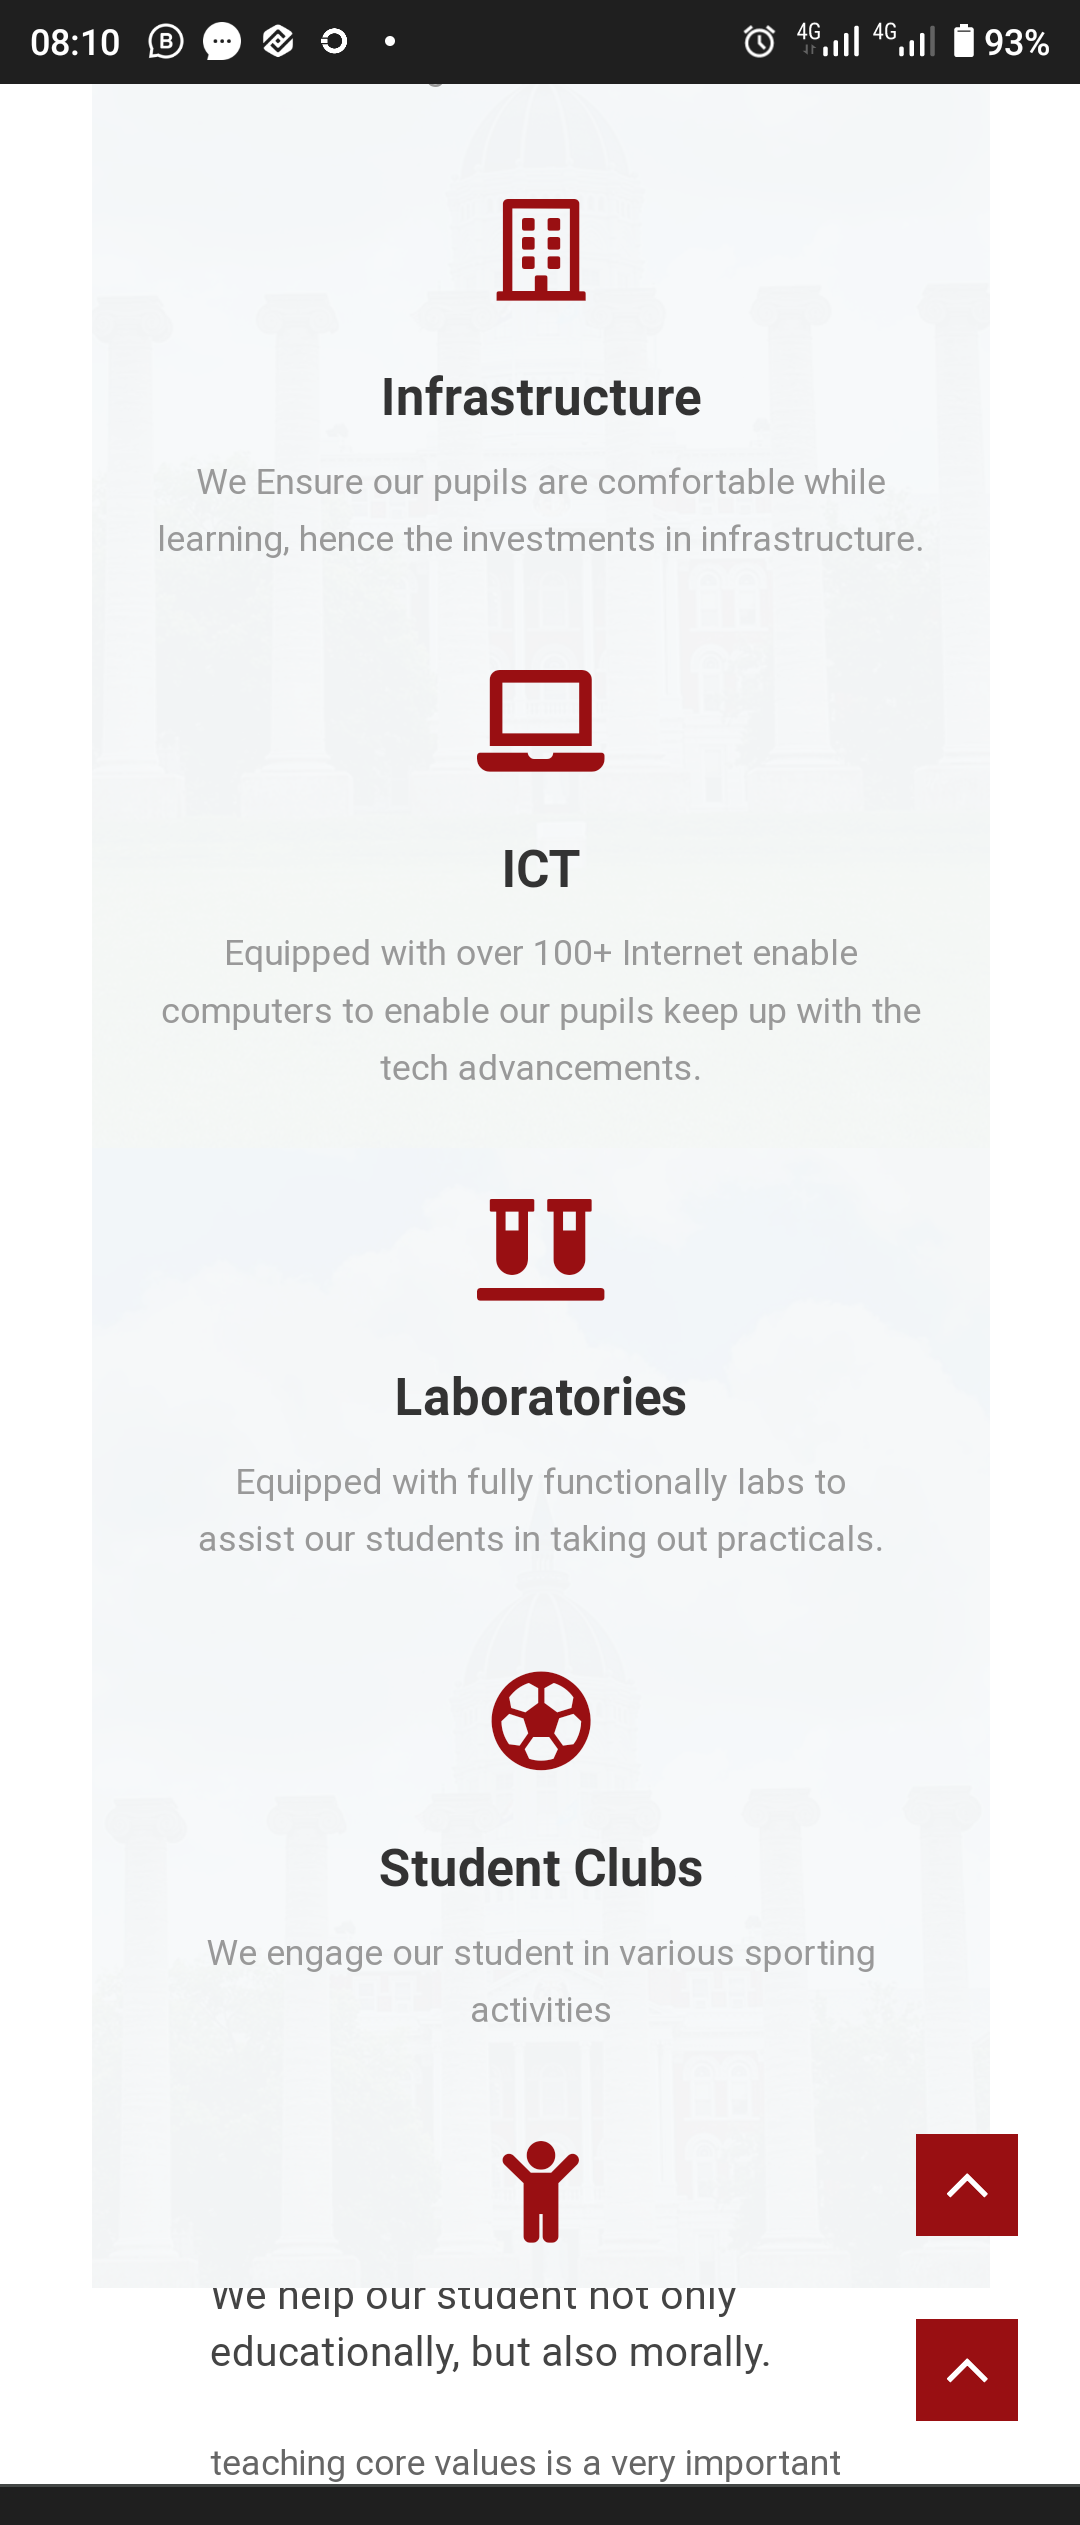 08:10
4G
4G
93%
Infrastructure
We Ensure our pupils are comfortable while
learning, hence the investments in infrastructure.
ICT
Equipped with over 100+ Internet enable
computers to enable our pupils keep up with the
tech advancements.
Laboratories
Equipped with fully functionally labs to
assist our students in taking out practicals.
Student Clubs
We engage our student in various sporting
activities
We help our student not only
educationally, but also morally.
teaching core values is a very important